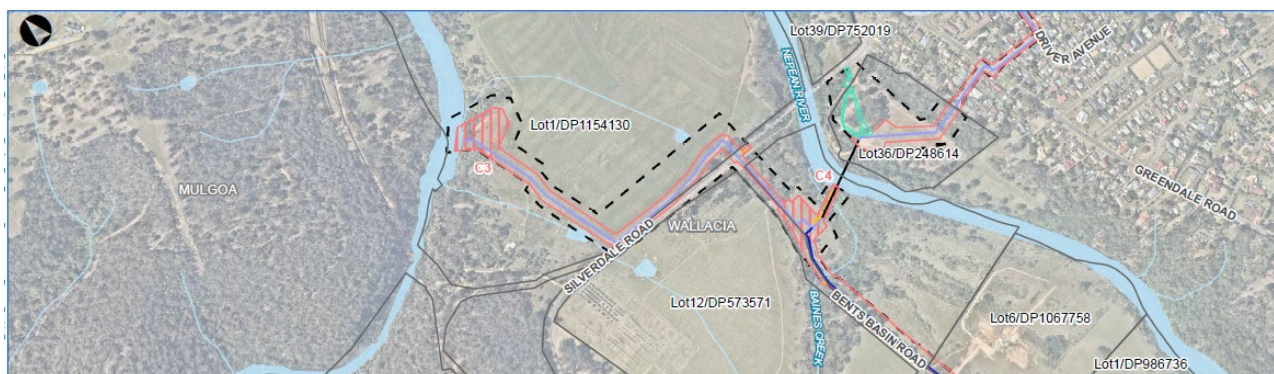 Lot39/DP752019
DRIVER AVENUE
NEPEAN RIVER
Lot1/DP1154130
Lot36/DP248614
C3
C4
MULGOA
GREENDALE ROAD
WALLACIA
SILVERDALE ROAD
Lot12/DP573571
BAINES CREEK
BENTS BASIN ROAD
Lot6/DP1067758
Lot1/DP986736